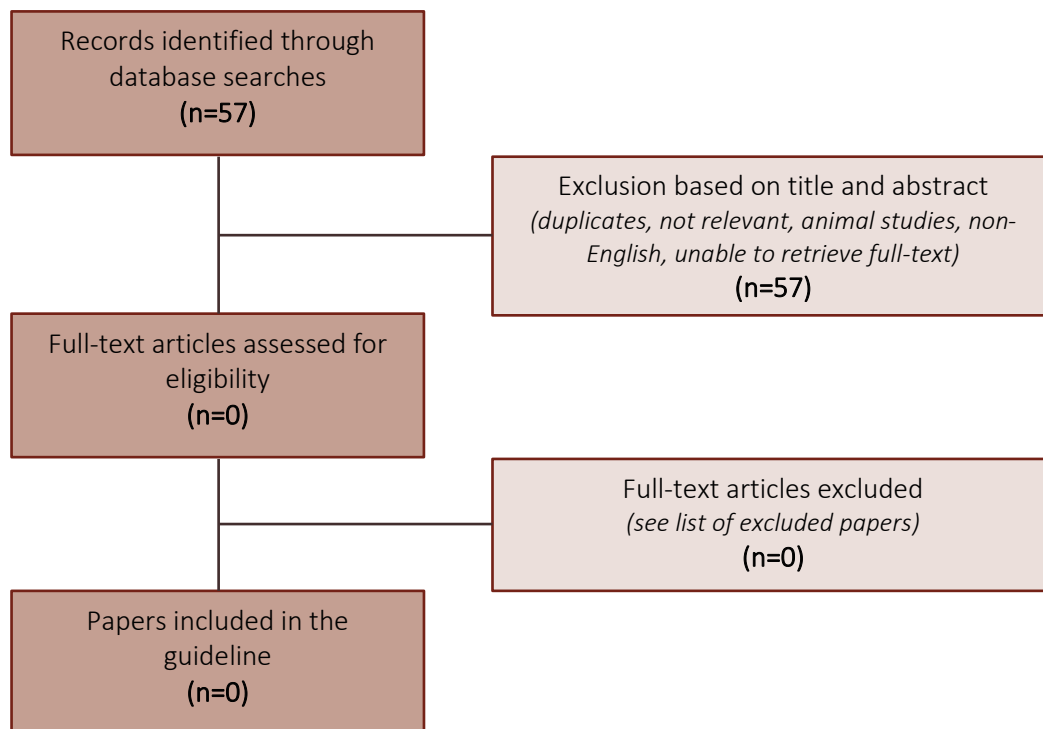 Records identified through
database searches
(n=57)
Exclusion based on title and abstract
(duplicates, not relevant, animal studies, non-
English, unable to retrieve full-text)
(n=57)
Full-text articles assessed for
eligibility
(n=0)
Full-text articles excluded
(see list of excluded papers)
(n=0)
Papers included in the
guideline
(n=0)